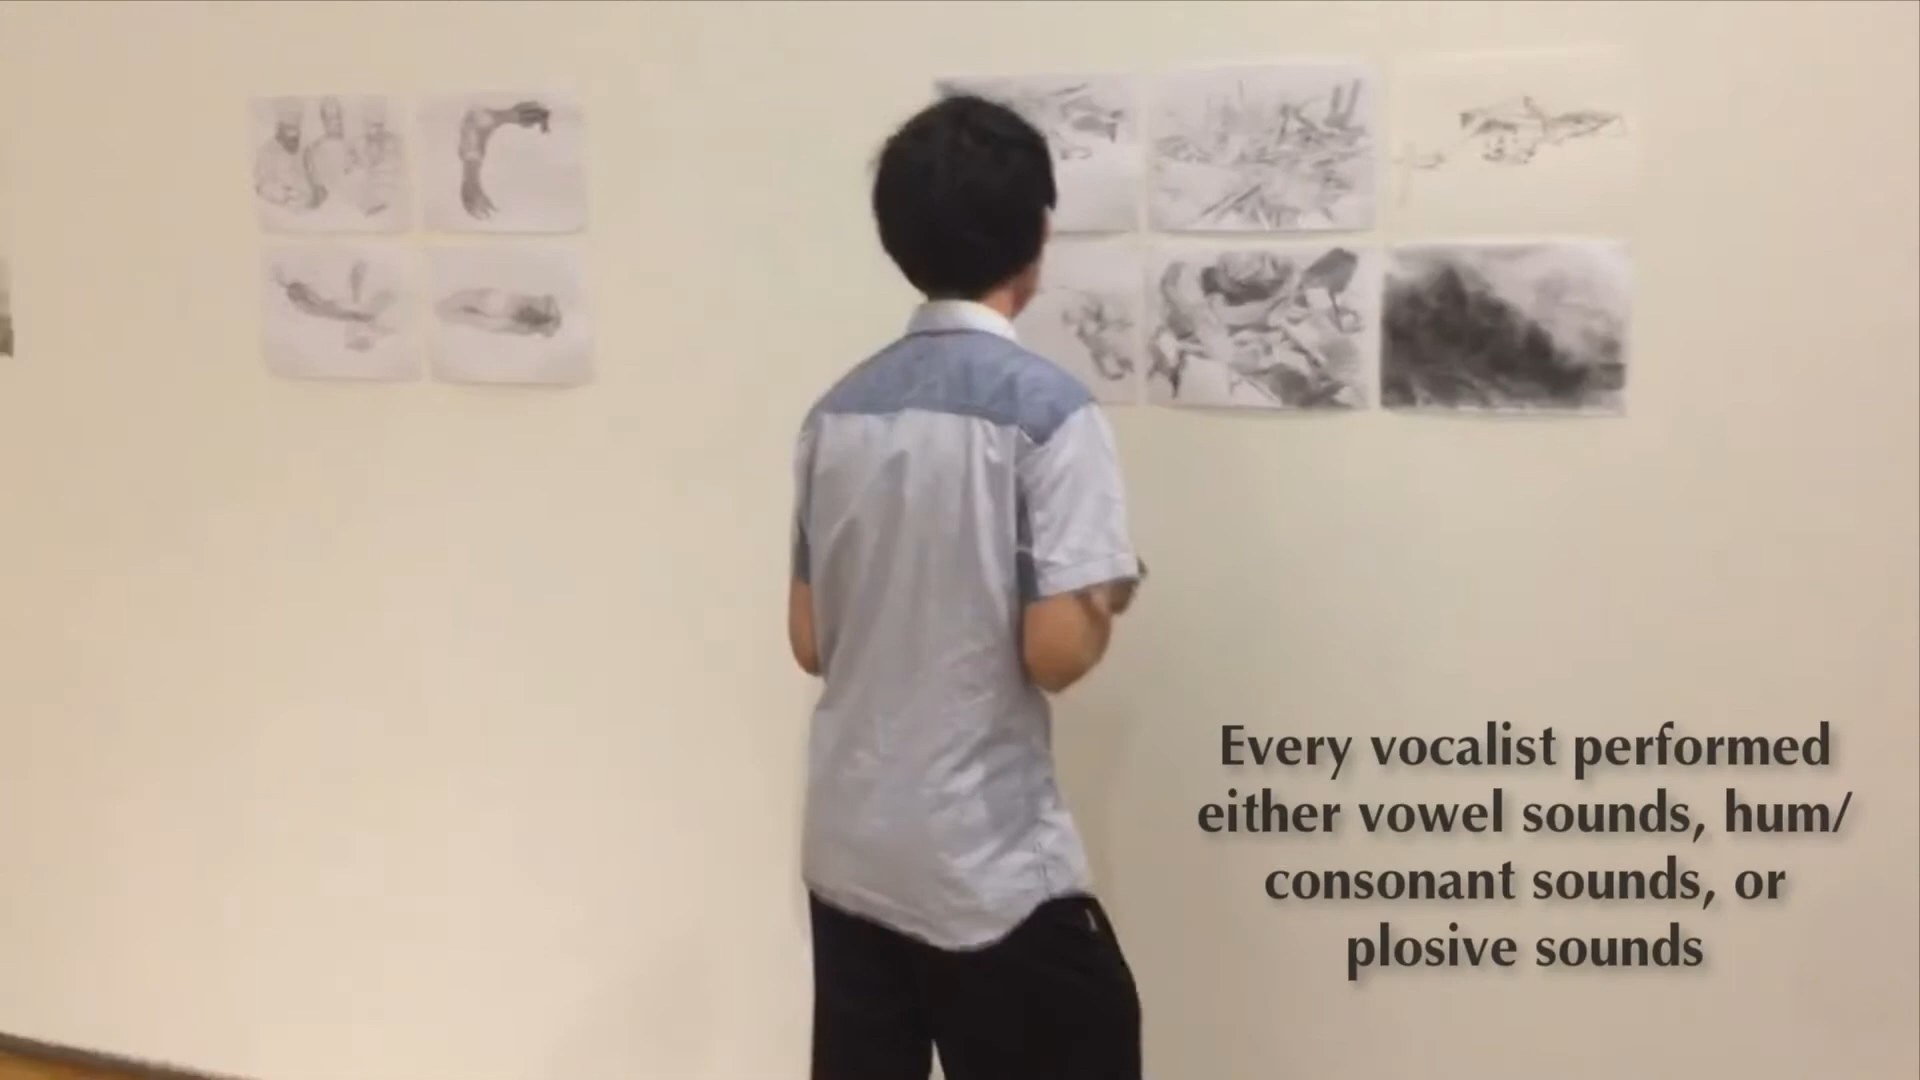 Every vocalist performed
either vowel sounds, hum/
consonant sounds, or
plosive sounds